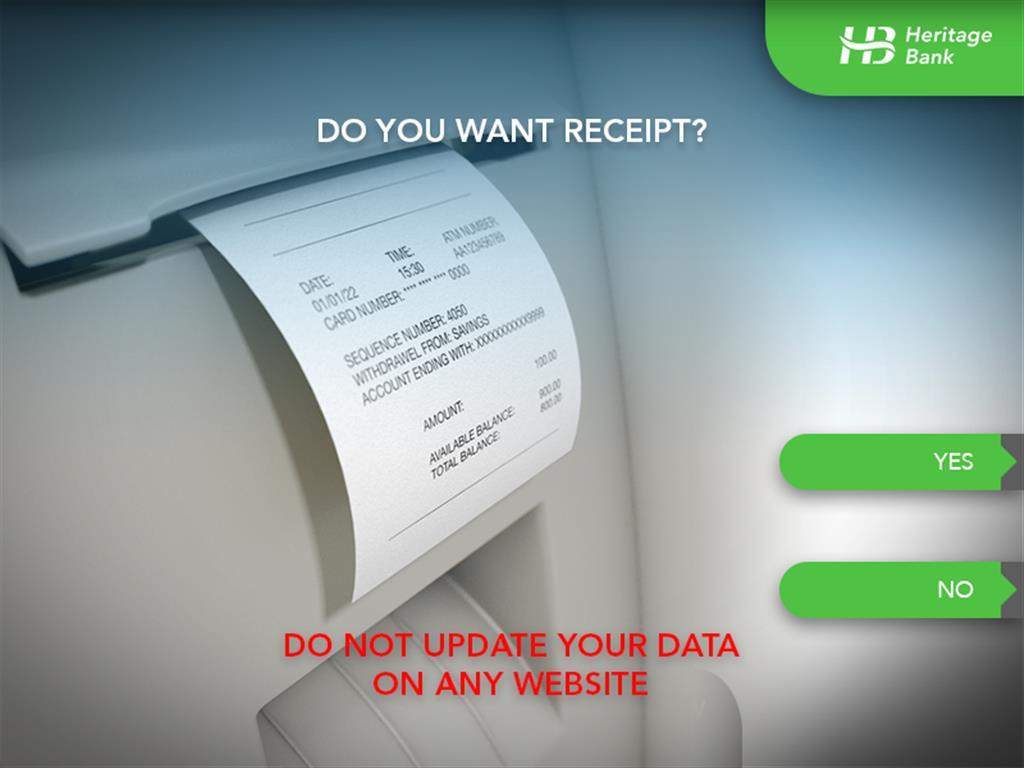 Heritage
Bank
DO YOU WANT RECEIPT?
DATE:
TIME:
ATM NUMBER:
01/01/22
15:30
AA123456789
CARD NUMBER: **** **** **** 0000
SEQUENCE NUMBER: 4050
WITHDRAWEL FROM: SAVINGS
ACCOUNT ENDING WITH: XXXXXXXXXXX9999
AMOUNT:
100.00
AVAILABLE BALANCE:
900.00
TOTAL BALANCE:
800.00
YES
NO
DO NOT UPDATE YOUR DATA
ON ANY WEBSITE